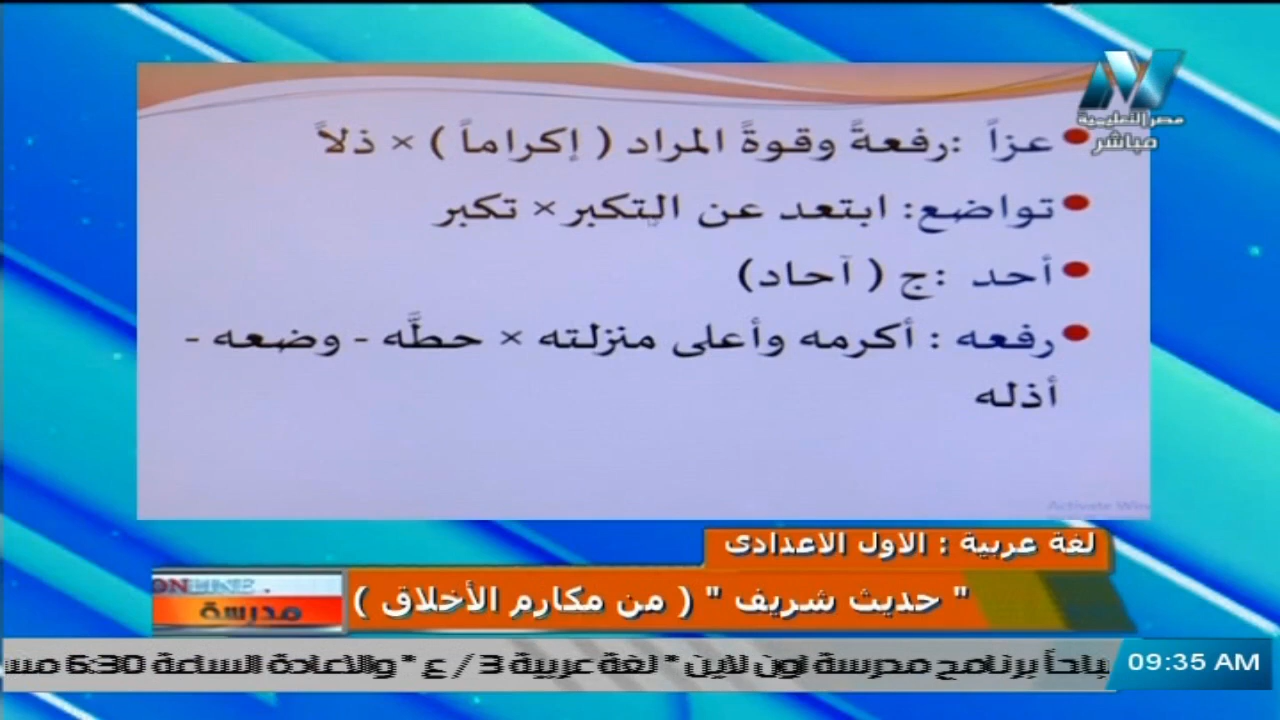 مصر التعليمية
مباشر
عزاً :رفعةً وقوةً المراد ( إكراماً ) × ذلاً
تواضع: ابتعد عن التكبر × تكبر
أحد :ج ( آحاد)
رفعه : أكرمه وأعلى منزلته × حطَّه - وضعه -
أذله
لغة عربية : الاول الاعدادى
" حديث شريف " ( من مكارم الأخلاق )
ONLINE
مدرسة
برنامج مدرسة اون لاين * لغة عربية 3 / ع * والاعادة الساعة 6:30
09:35 AM